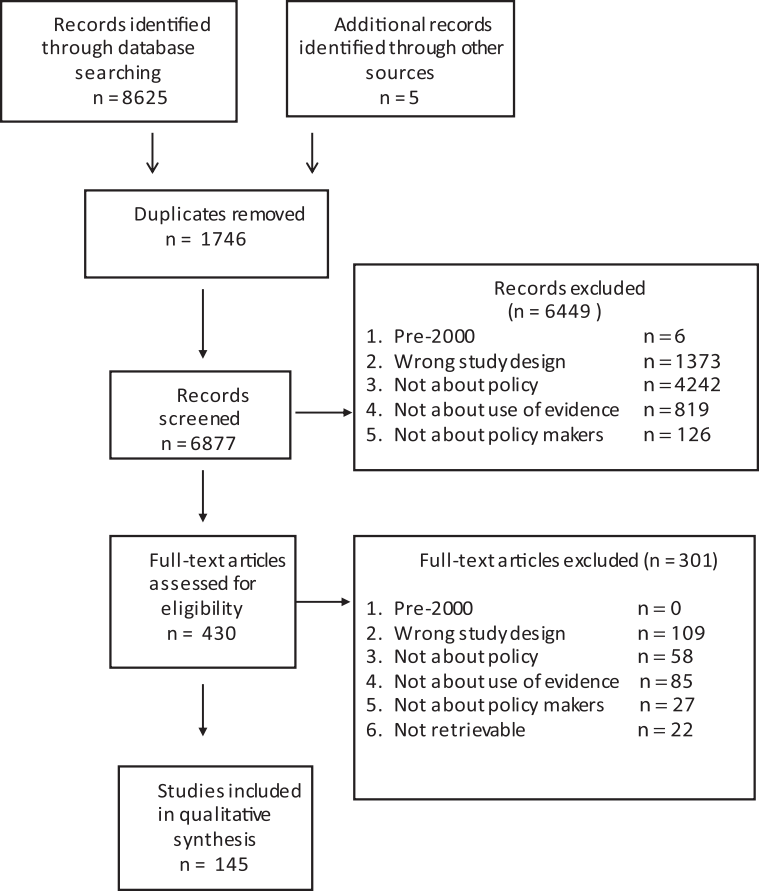 Records identified
through database
searching
n = 8625
Additional records
identified through other
sources
n = 5
Duplicates removed
n = 1746
Records excluded
(n = 6449 )
1. Pre-2000 n = 6
2. Wrong study design n = 1373
3. Not about policy n = 4242
4. Not about use of evidence n = 819
5. Not about policy makers n = 126
Records
screened
n = 6877
Full-text articles
assessed for
eligibility
n = 430
Full-text articles excluded (n = 301)
1. Pre-2000 n = 0
2. Wrong study design n = 109
3. Not about policy n = 58
4. Not about use of evidence n = 85
5. Not about policy makers n = 27
6. Not retrievable n = 22
Studies included
in qualitative
synthesis
n = 145